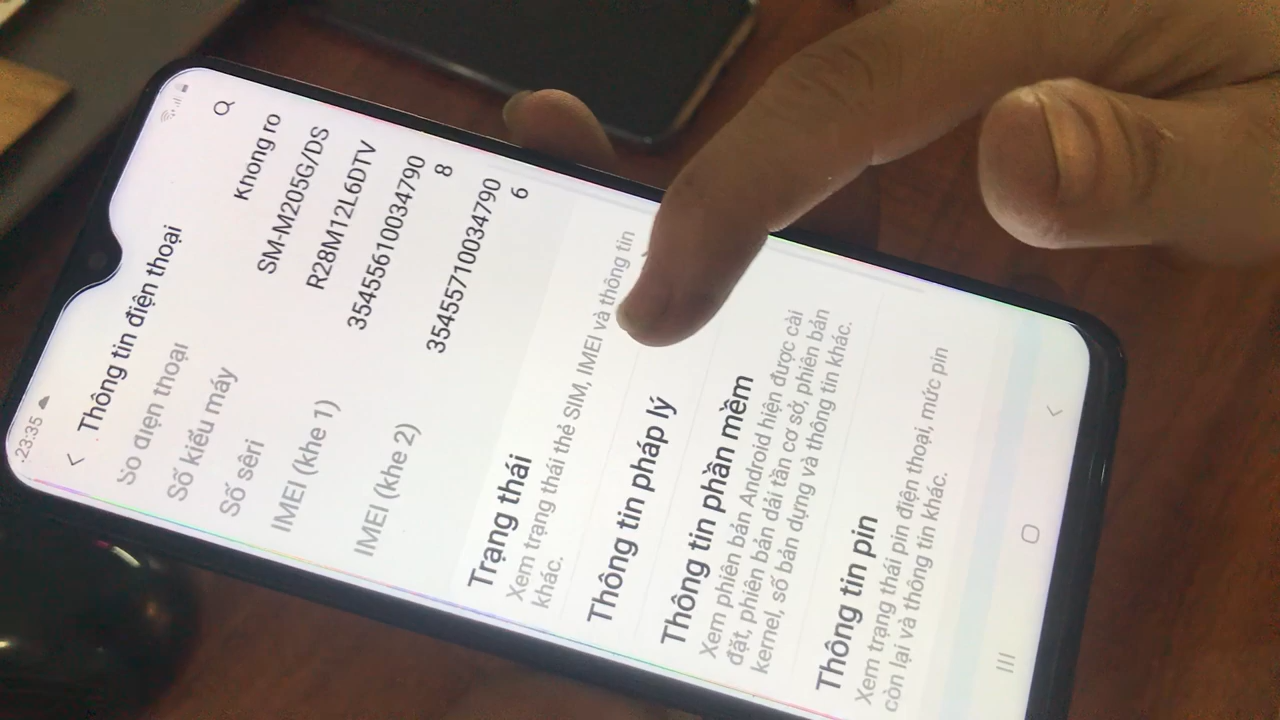 23:35
Thông tin điện thoại
Số điện thoại Không rõ
Số kiểu máy SM-M205G/DS
Số sêri R28M12L6DTV
IMEI (khe 1) 35455610034790
8
IMEI (khe 2) 35455710034790
6
Trạng thái
Xem trạng thái thẻ SIM, IMEI và thông tin
khác.
Thông tin pháp lý
Thông tin phần mềm
Xem phiên bản Android hiện được cài
đặt, phiên bản dải tần cơ sở, phiên bản
kernel, số bản dựng và thông tin khác.
Thông tin pin
Xem trạng thái pin điện thoại, mức pin
còn lại và thông tin khác.